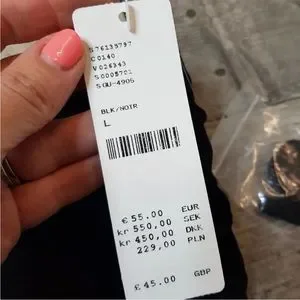 S76135797
C0140
V026343
S0005701
SGU-4906
BLK/NOIR
L
€ 55.00 EUR
kr 550,00 SEK
kr 450,00 DKK
229,00 PLN
£45.00 GBP